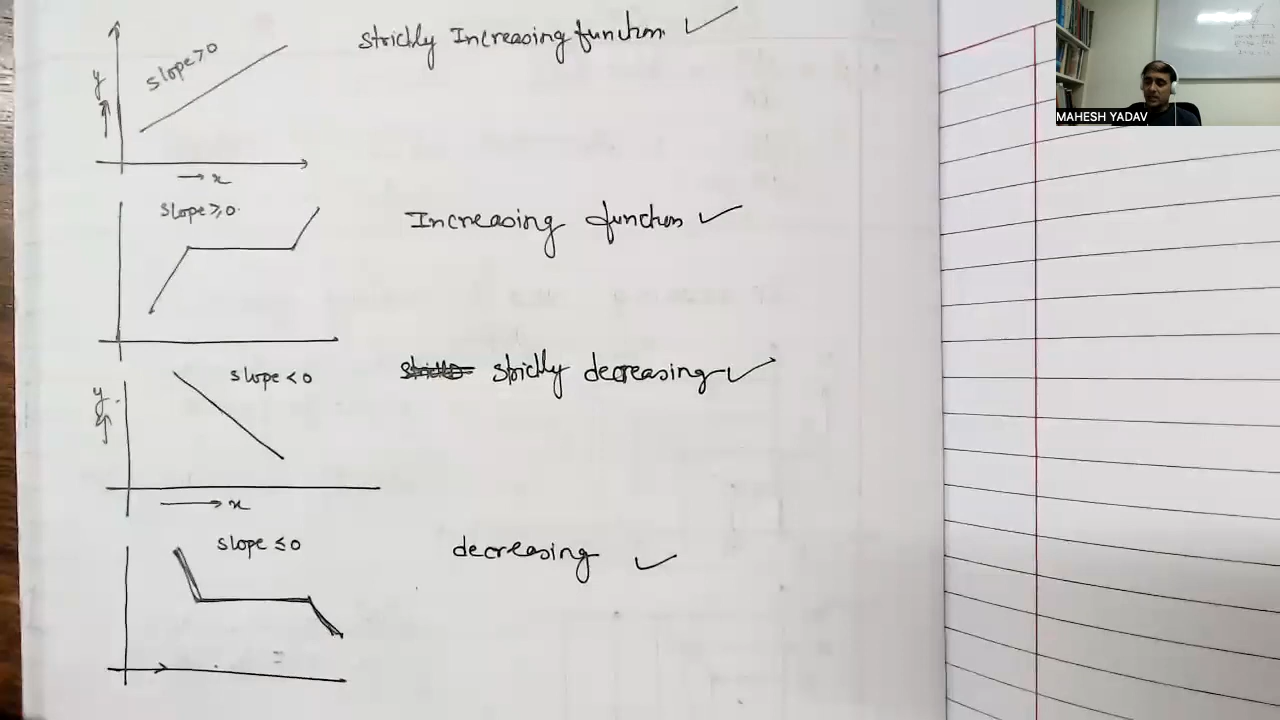 slope>0
strictly Increasing function ✓
y
→ x
slope≥0
Increasing function ✓
slope<0
strictly decreasing ✓
y
→ x
slope ≤0
decreasing ✓
MAHESH YADAV